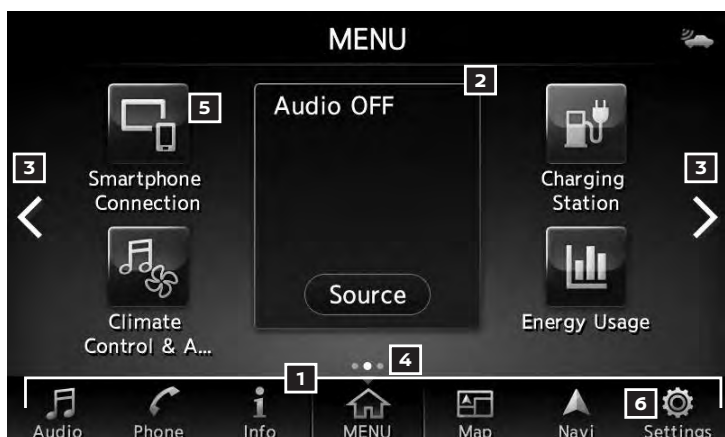 MENU
2
Audio OFF
5
3
3
Smartphone
Connection
Charging
Station
Source
Climate
Control & A...
Energy Usage
4
1
6
Audio
Phone
Info
MENU
Map
Navi
Settings